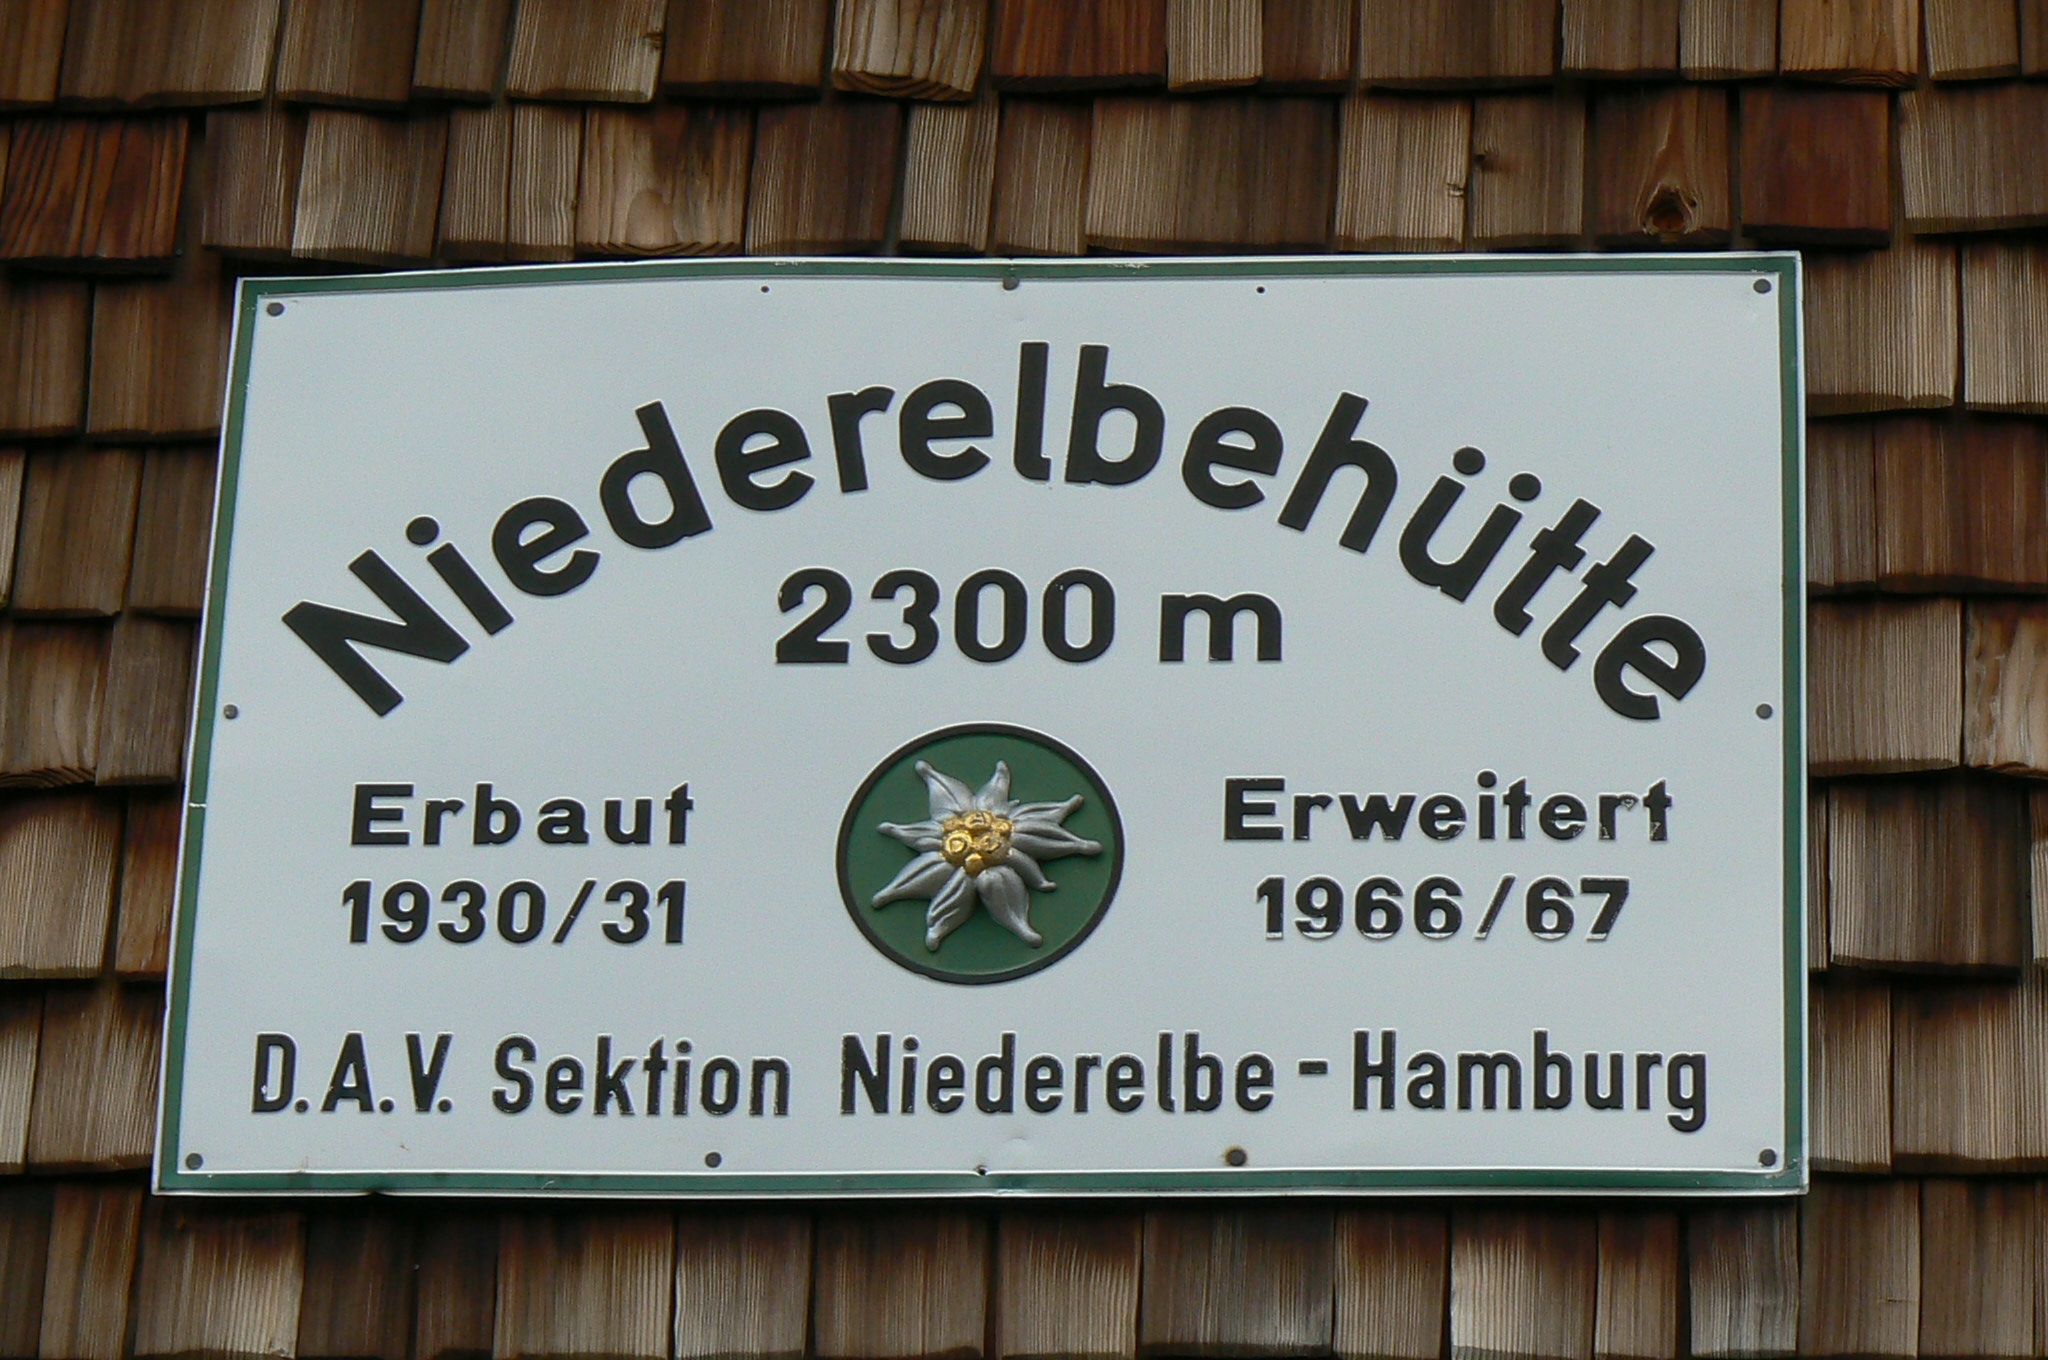 Niederelbehütte
2300 m
Erbaut
1930/31
Erweitert
1966/67
D.A.V. Sektion Niederelbe - Hamburg